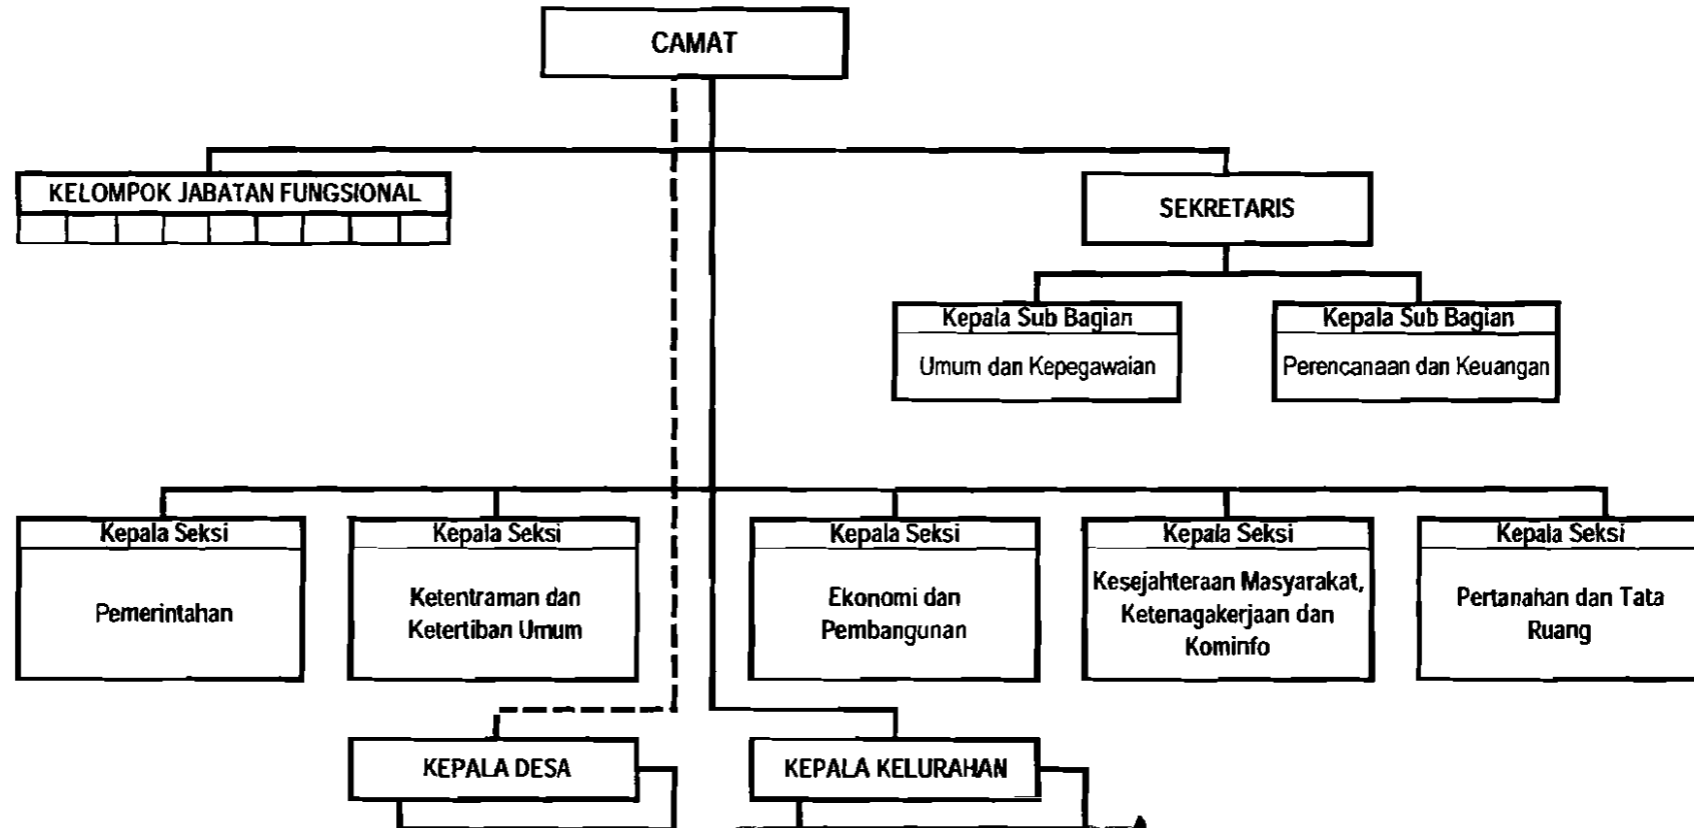 CAMAT
KELOMPOK JABATAN FUNGSIONAL
SEKRETARIS
Kepala Sub Bagian
Umum dan Kepegawaian
Kepala Sub Bagian
Perencanaan dan Keuangan
Kepala Seksi
Pemerintahan
Kepala Seksi
Ketentraman dan
Ketertiban Umum
Kepala Seksi
Ekonomi dan
Pembangunan
Kepala Seksi
Kesejahteraan Masyarakat,
Ketenagakerjaan dan
Kominfo
Kepala Seksi
Pertanahan dan Tata
Ruang
KEPALA DESA
KEPALA KELURAHAN